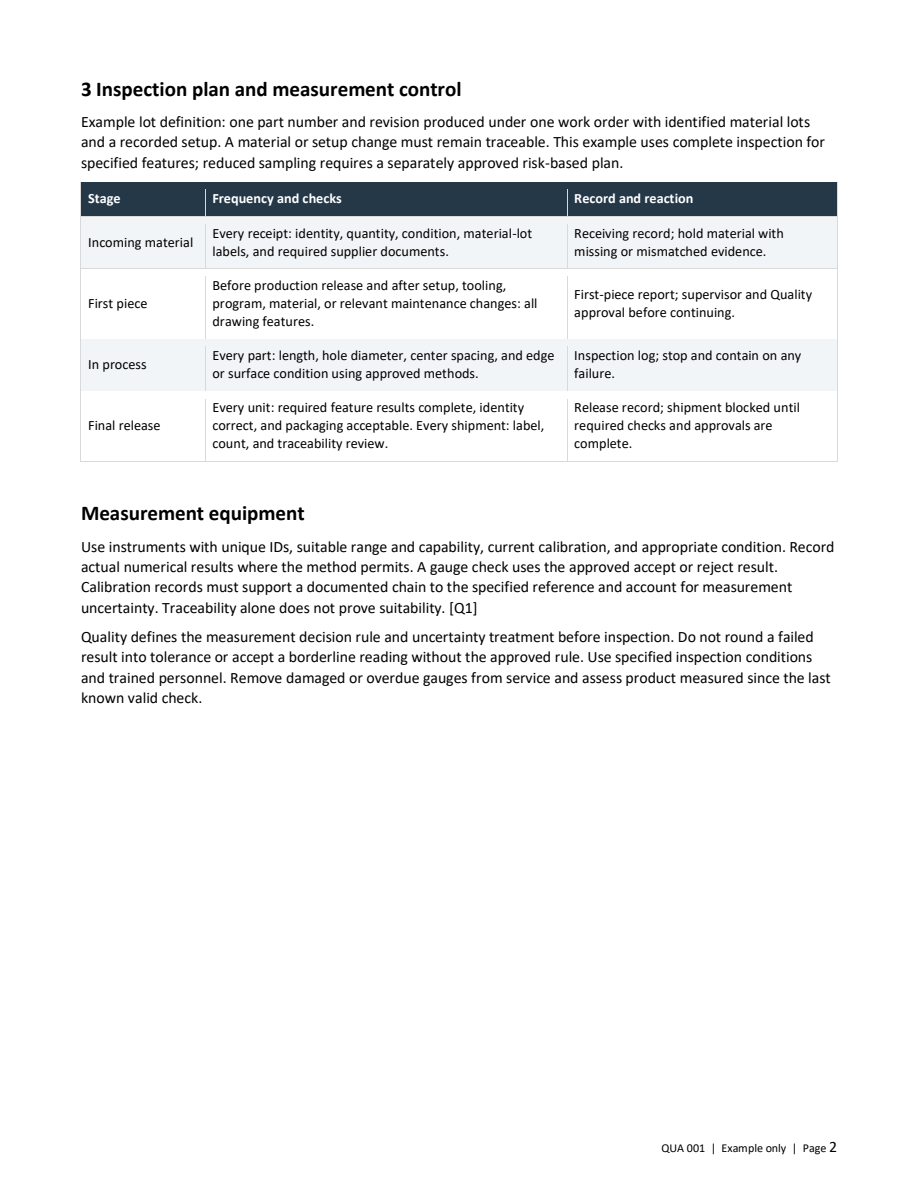 3 Inspection plan and measurement control
Example lot definition: one part number and revision produced under one work order with identified material lots
and a recorded setup. A material or setup change must remain traceable. This example uses complete inspection for
specified features; reduced sampling requires a separately approved risk-based plan.
Stage
Frequency and checks
Record and reaction
Incoming material
Every receipt: identity, quantity, condition, material-lot
labels, and required supplier documents.
Receiving record; hold material with
missing or mismatched evidence.
First piece
Before production release and after setup, tooling,
program, material, or relevant maintenance changes: all
drawing features.
First-piece report; supervisor and Quality
approval before continuing.
In process
Every part: length, hole diameter, center spacing, and edge
or surface condition using approved methods.
Inspection log; stop and contain on any
failure.
Final release
Every unit: required feature results complete, identity
correct, and packaging acceptable. Every shipment: label,
count, and traceability review.
Release record; shipment blocked until
required checks and approvals are
complete.
Measurement equipment
Use instruments with unique IDs, suitable range and capability, current calibration, and appropriate condition. Record
actual numerical results where the method permits. A gauge check uses the approved accept or reject result.
Calibration records must support a documented chain to the specified reference and account for measurement
uncertainty. Traceability alone does not prove suitability. [Q1]
Quality defines the measurement decision rule and uncertainty treatment before inspection. Do not round a failed
result into tolerance or accept a borderline reading without the approved rule. Use specified inspection conditions
and trained personnel. Remove damaged or overdue gauges from service and assess product measured since the last
known valid check.
QUA 001 | Example only | Page 2